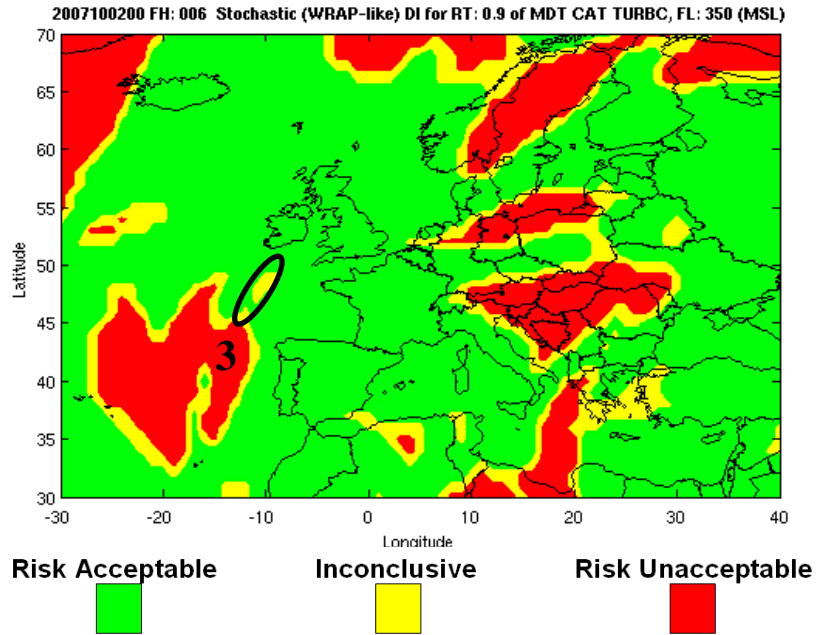 2007100200 FH: 006 Stochastic (WRAP-like) DI for RT: 0.9 of MDT CAT TURBC, FL: 350 (MSL)
70
65
60
55
50
45
40
35
30
Latitude
3
-30 -20 -10 0 10 20 30 40
Longitude
Risk Acceptable Inconclusive Risk Unacceptable